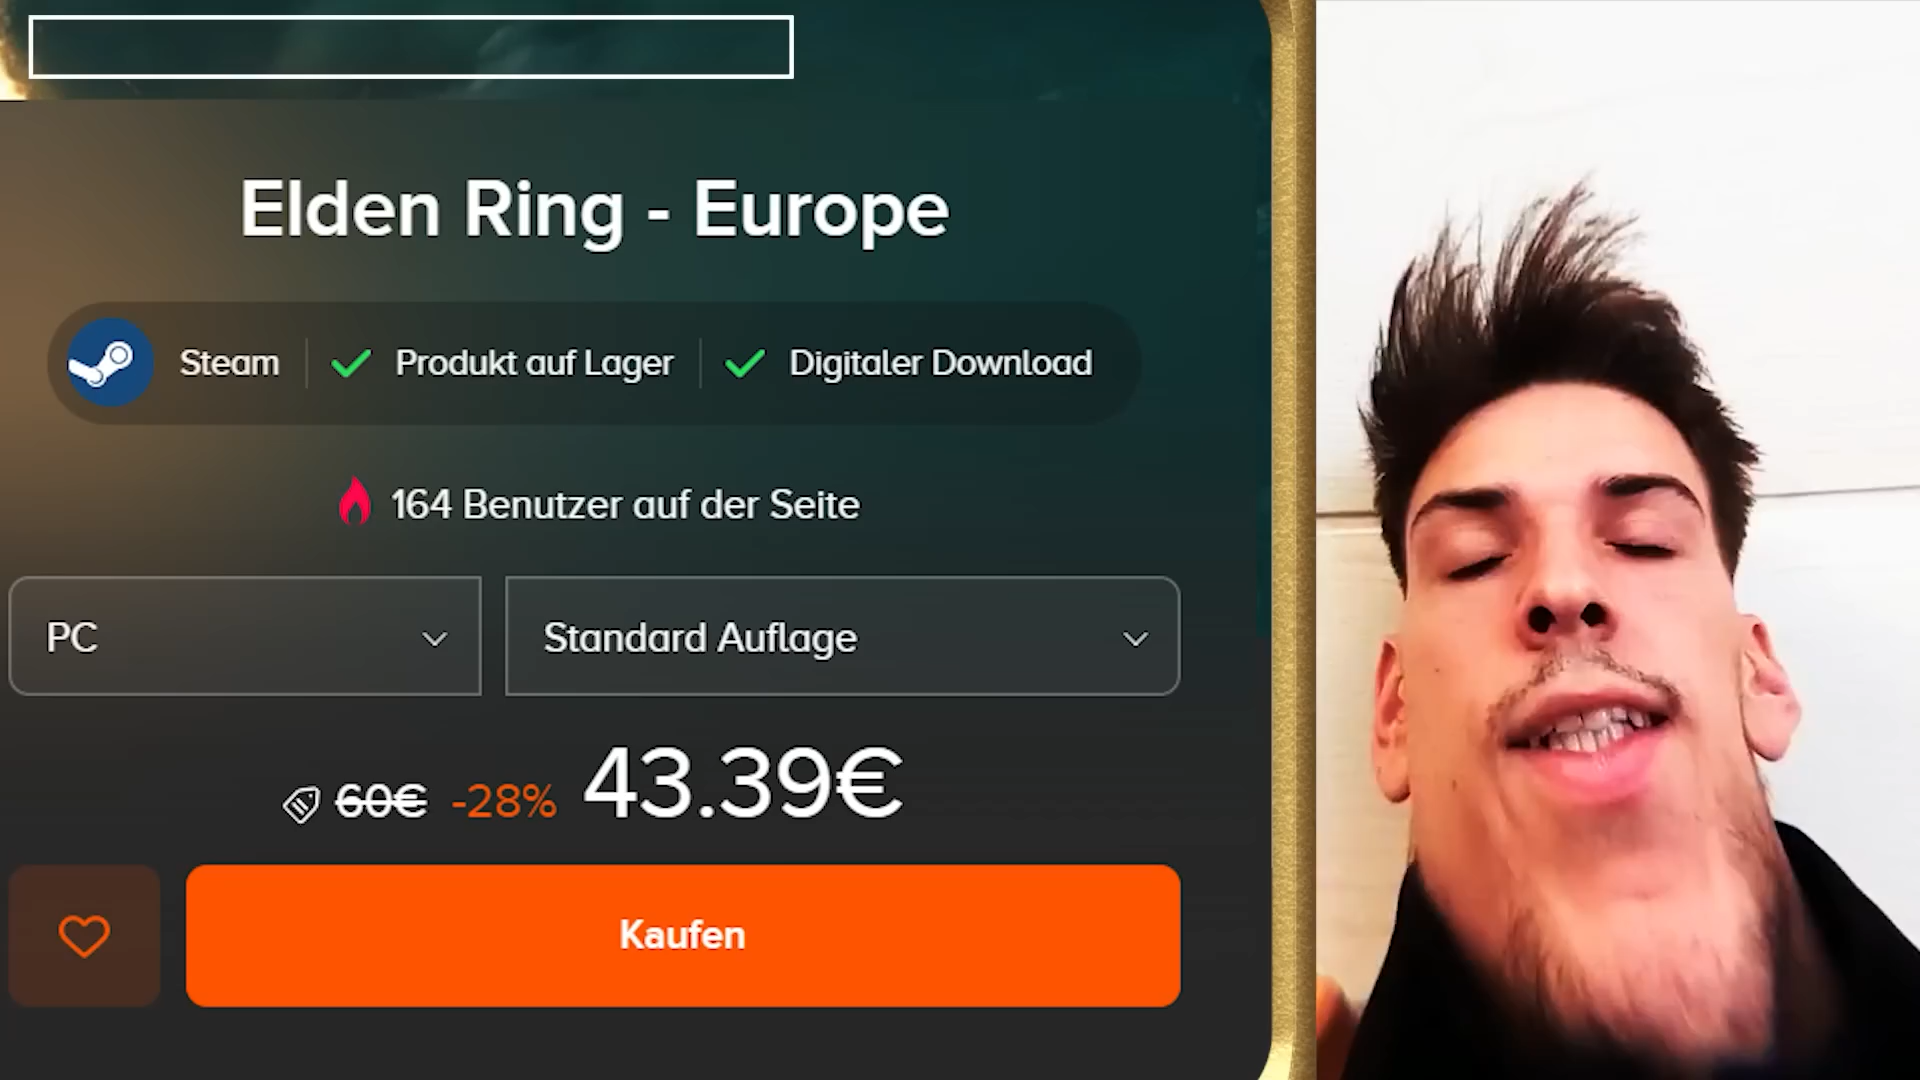 Elden Ring - Europe
Steam Produkt auf Lager Digitaler Download
164 Benutzer auf der Seite
PC Standard Auflage
60€ -28% 43.39€
Kaufen